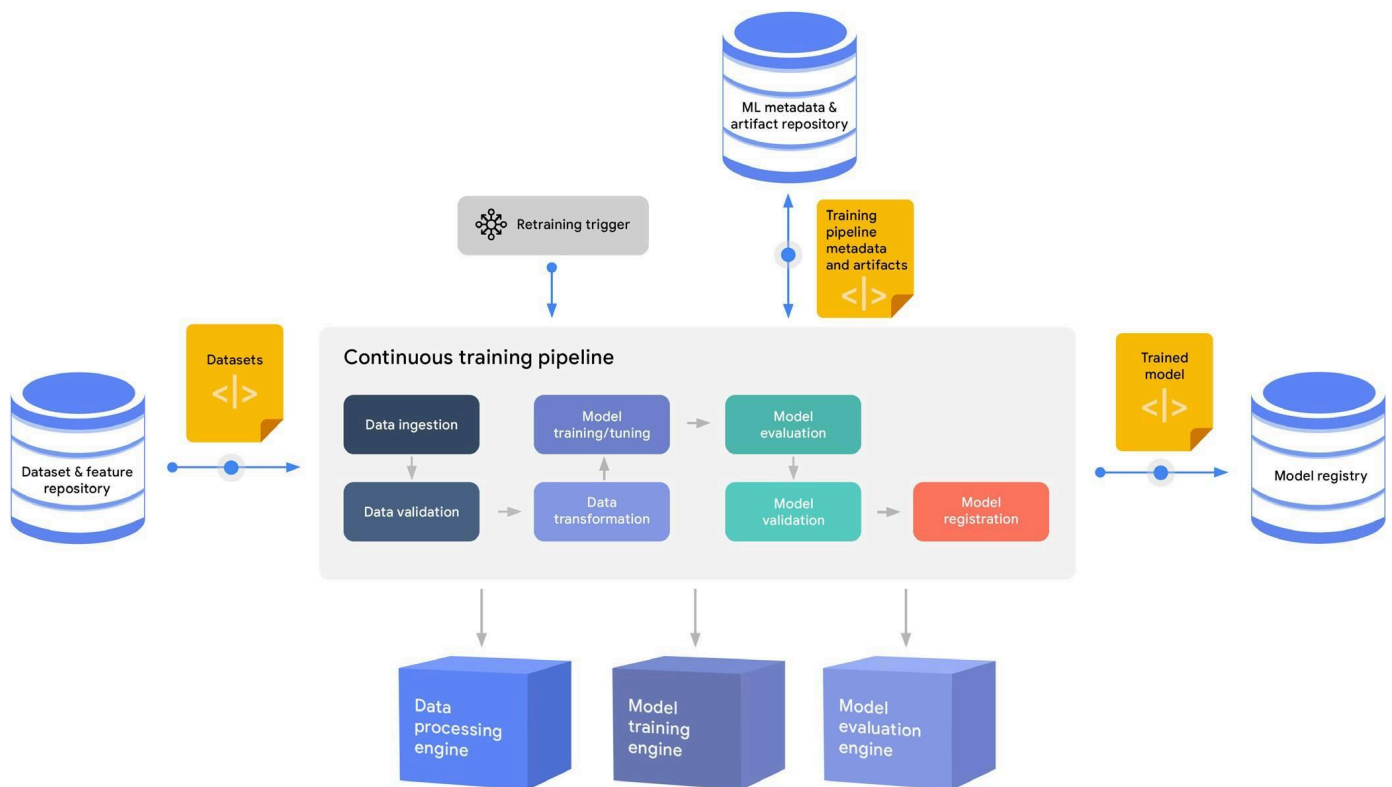 ML metadata &
artifact repository
Retraining trigger
Training
pipeline
metadata
and artifacts
<|>
Datasets
<|>
Dataset & feature
repository
Continuous training pipeline
Data ingestion
Model
training/tuning
Model
evaluation
Data validation
Data
transformation
Model
validation
Model
registration
Trained
model
<|>
Model registry
Data
processing
engine
Model
training
engine
Model
evaluation
engine